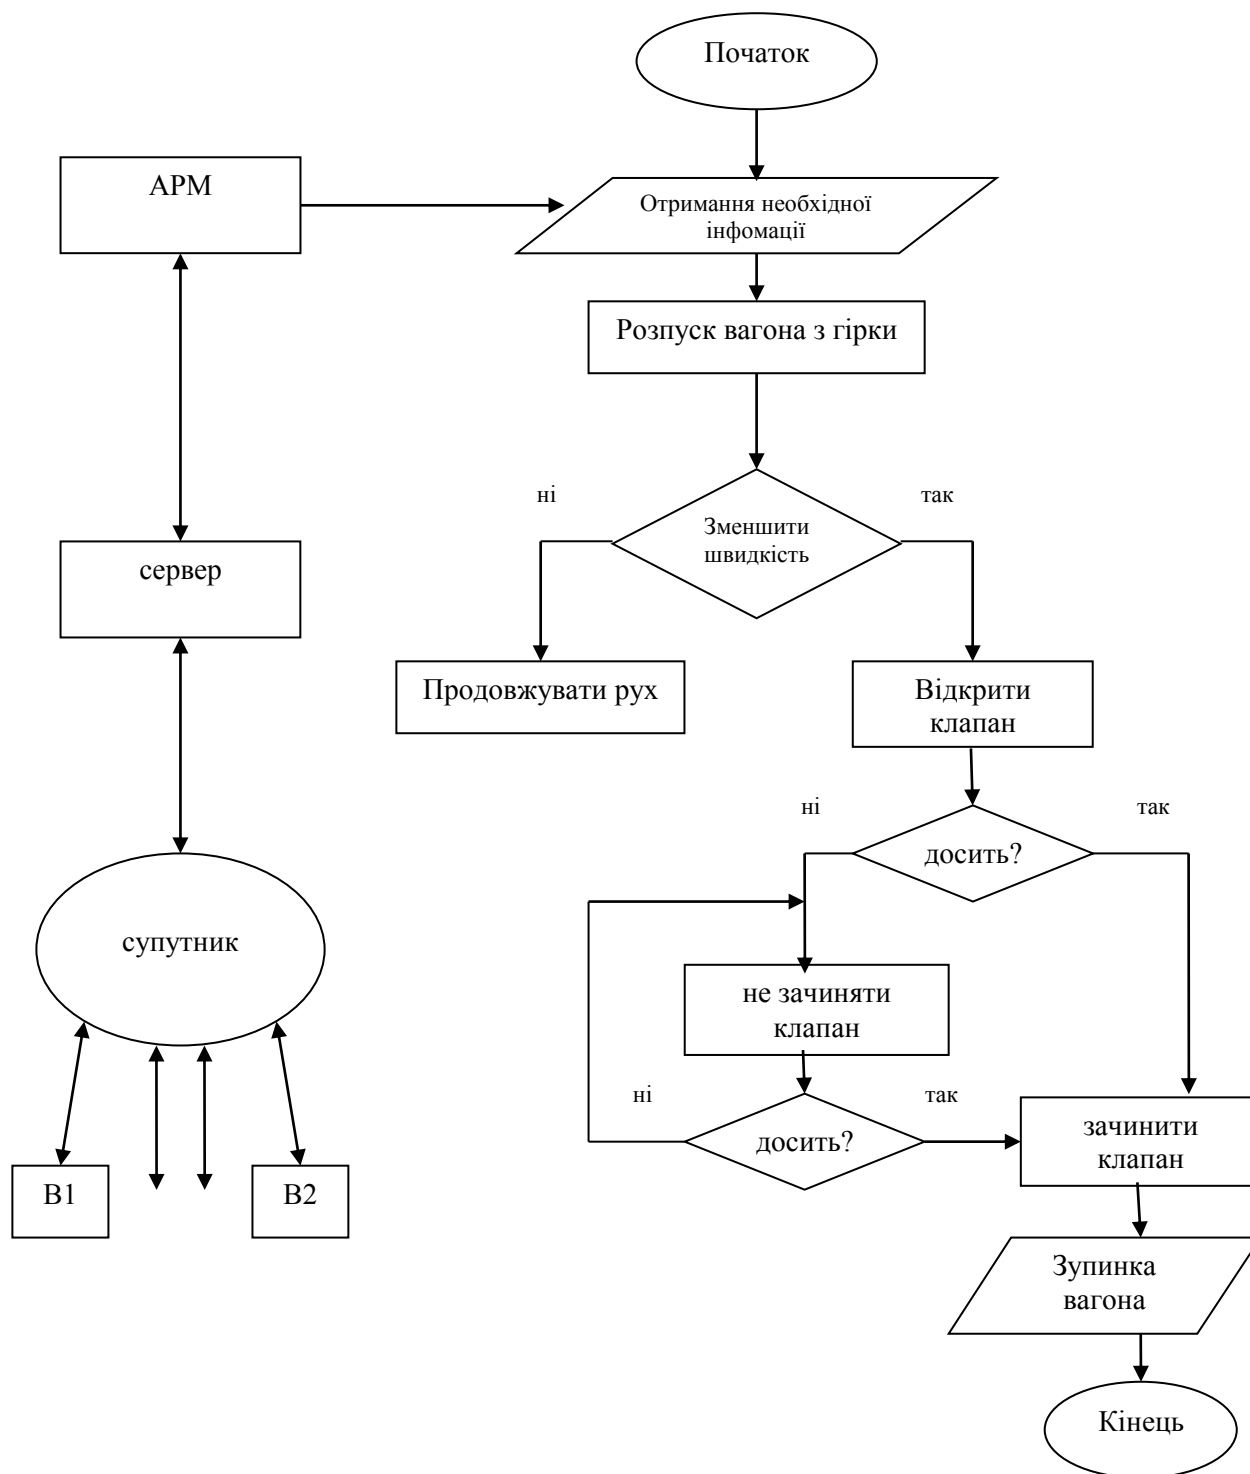 Початок
АРМ
Отримання необхідної
інфомації
Розпуск вагона з гірки
ні
так
Зменшити
швидкість
сервер
Продовжувати рух
Відкрити
клапан
ні
так
досить?
супутник
не зачиняти
клапан
ні
так
досить?
зачинити
клапан
В1
В2
Зупинка
вагона
Кінець